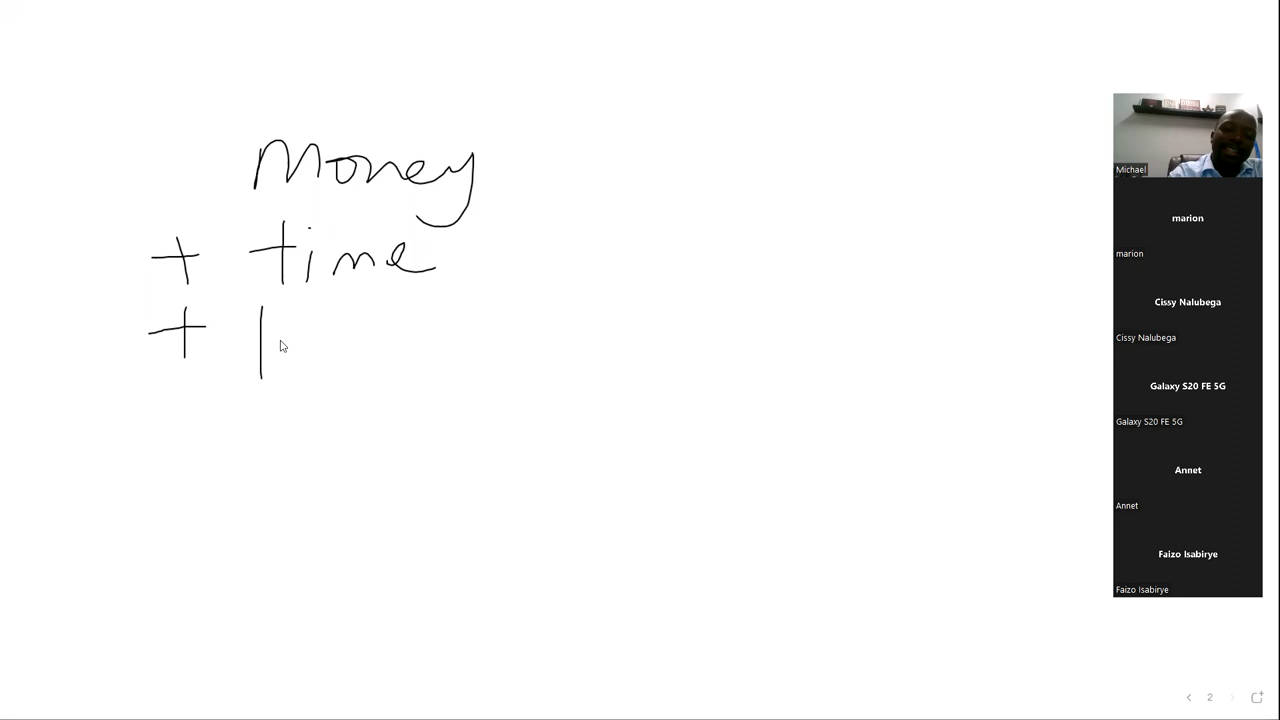 Money
+ time
+ |
Michael
marion
marion
Cissy Nalubega
Cissy Nalubega
Galaxy S20 FE 5G
Galaxy S20 FE 5G
Annet
Annet
Faizo Isabirye
Faizo Isabirye
2